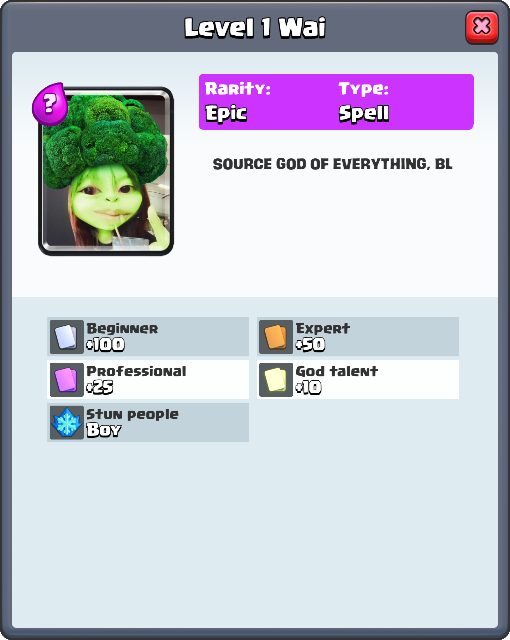 Level 1 Wai
?
Rarity:
Epic
Type:
Spell
SOURCE GOD OF EVERYTHING, BL
Beginner
+100
Expert
+50
Professional
+25
God talent
+10
Stun people
Boy